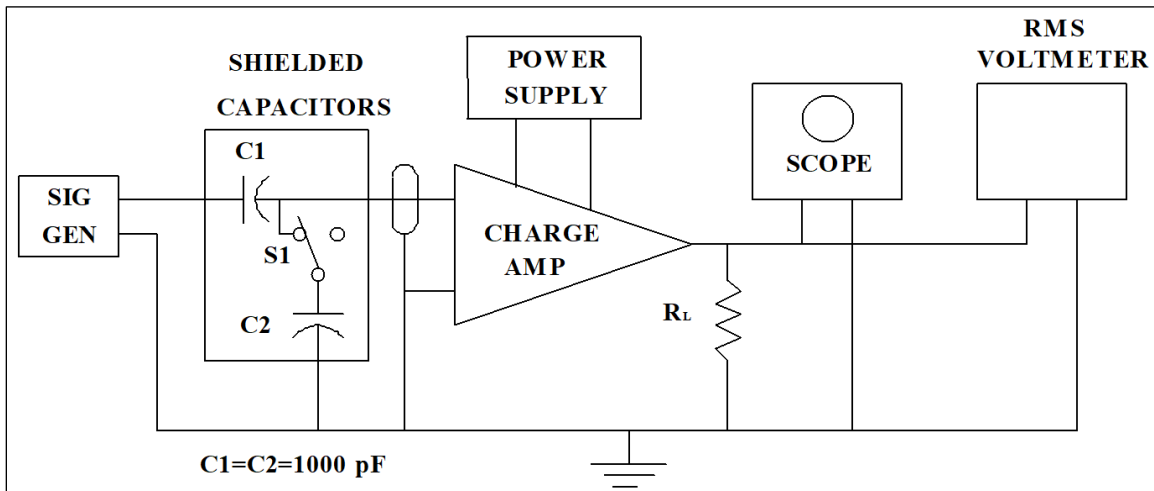 SHIELDED
CAPACITORS
POWER
SUPPLY
RMS
VOLTMETER
SIG
GEN
C1
S1
C2
CHARGE
AMP
SCOPE
RL
C1=C2=1000 pF